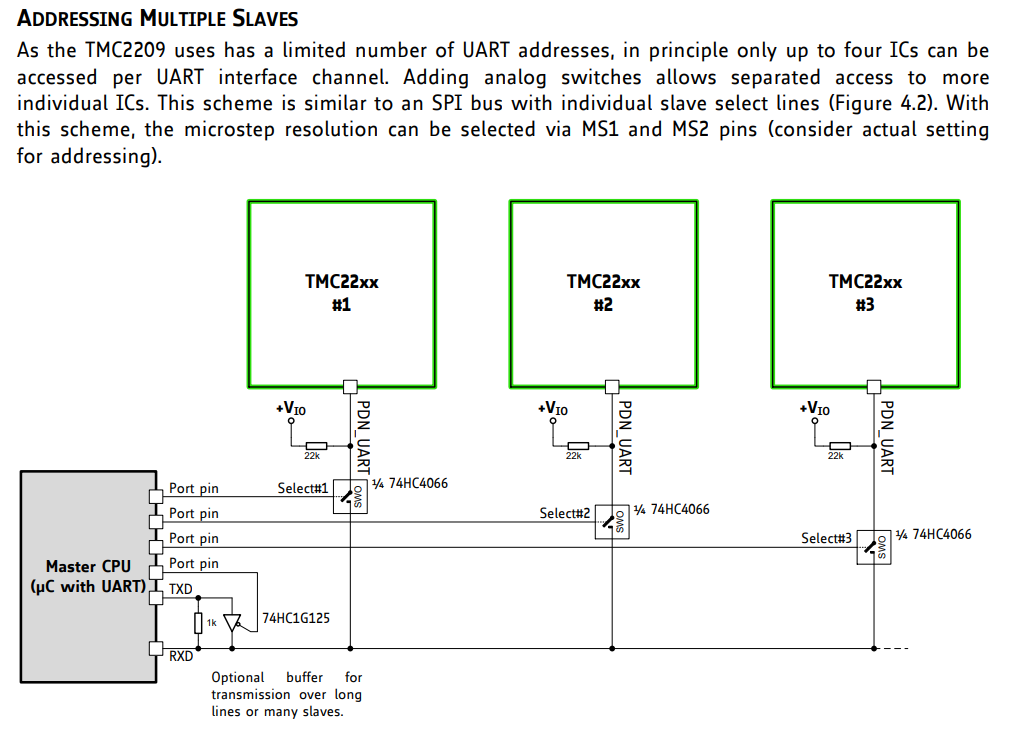 ADDRESSING MULTIPLE SLAVES
As the TMC2209 uses has a limited number of UART addresses, in principle only up to four ICs can be
accessed per UART interface channel. Adding analog switches allows separated access to more
individual ICs. This scheme is similar to an SPI bus with individual slave select lines (Figure 4.2). With
this scheme, the microstep resolution can be selected via MS1 and MS2 pins (consider actual setting
for addressing).
TMC22xx
#1
TMC22xx
#2
TMC22xx
#3
+VIO
PDN_UART
22k
+VIO
PDN_UART
22k
+VIO
PDN_UART
22k
Port pin
Select#1
SWO
¼ 74HC4066
Port pin
Select#2
SWO
¼ 74HC4066
Port pin
Select#3
SWO
¼ 74HC4066
Master CPU
(µC with UART)
Port pin
TXD
1k
74HC1G125
RXD
Optional buffer for
transmission over long
lines or many slaves.